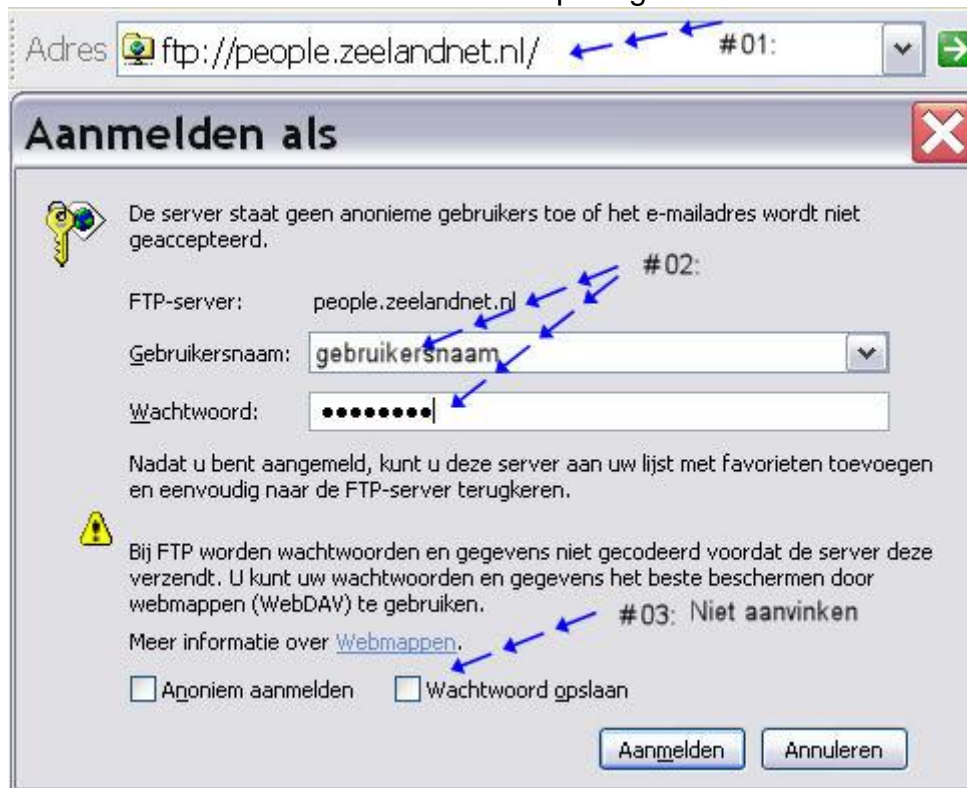 Adres ftp://people.zeelandnet.nl/ #01:
Aanmelden als
De server staat geen anonieme gebruikers toe of het e-mailadres wordt niet
geaccepteerd.
#02:
FTP-server: people.zeelandnet.nl
Gebruikersnaam: gebruikersnaam
Wachtwoord: ••••••••
Nadat u bent aangemeld, kunt u deze server aan uw lijst met favorieten toevoegen
en eenvoudig naar de FTP-server terugkeren.
Bij FTP worden wachtwoorden en gegevens niet gecodeerd voordat de server deze
verzendt. U kunt uw wachtwoorden en gegevens het beste beschermen door
webmappen (WebDAV) te gebruiken.
#03: Niet aanvinken
Meer informatie over Webmappen.
Anoniem aanmelden Wachtwoord opslaan
Aanmelden Annuleren